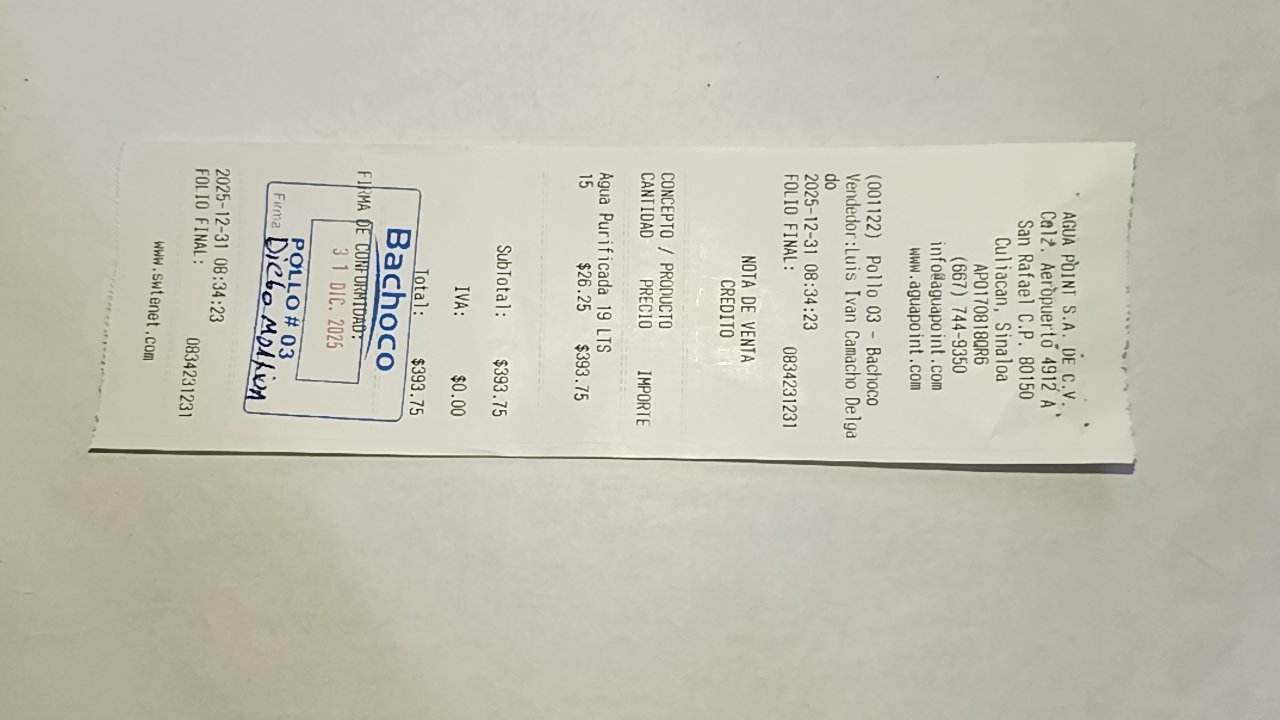 AGUA POINT S.A. DE C.V.
Calz. Aeropuerto 4912 A
San Rafael C.P. 80150
Culiacan, Sinaloa
APO170818QR6
(667) 744-9350
info@aguapoint.com
www.aguapoint.com
(001122) Pollo 03 - Bachoco
Vendedor:Luis Ivan Camacho Delga
do
2025-12-31 08:34:23
FOLIO FINAL: 0834231231
NOTA DE VENTA
CREDITO
CONCEPTO / PRODUCTO
CANTIDAD PRECIO IMPORTE
Agua Purificada 19 LTS
15 $26.25 $393.75
SubTotal: $393.75
IVA: $0.00
Total: $393.75
Bachoco
FIRMA DE CONFORMIDAD:
31 DIC. 2025
POLLO # 03
Firma
2025-12-31 08:34:23
FOLIO FINAL: 0834231231
www.swtenet.com